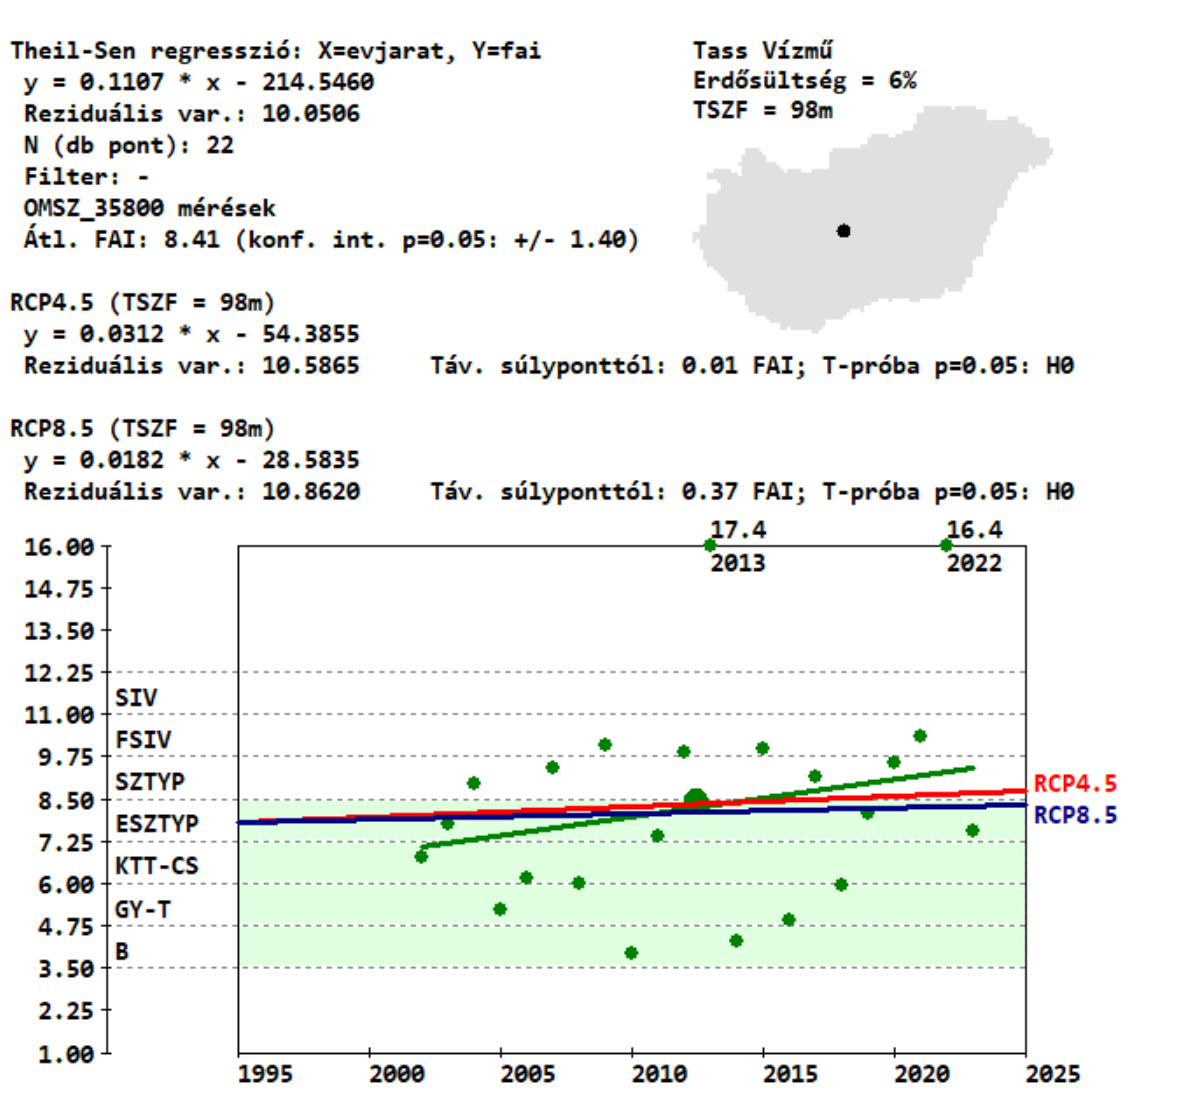 Theil-Sen regresszió: X=evjarat, Y=fai
y = 0.1107 * x - 214.5460
Reziduális var.: 10.0506
N (db pont): 22
Filter: -
OMSZ_35800 mérések
Átl. FAI: 8.41 (konf. int. p=0.05: +/- 1.40)
Tass Vízmű
Erdősültség = 6%
TSZF = 98m
RCP4.5 (TSZF = 98m)
y = 0.0312 * x - 54.3855
Reziduális var.: 10.5865 Táv. súlyponttól: 0.01 FAI; T-próba p=0.05: H0
RCP8.5 (TSZF = 98m)
y = 0.0182 * x - 28.5835
Reziduális var.: 10.8620 Táv. súlyponttól: 0.37 FAI; T-próba p=0.05: H0
17.4 16.4
16.00
2013 2022
14.75
13.50
12.25
SIV
11.00
FSIV
9.75
SZTYP RCP4.5
8.50
ESZTYP RCP8.5
7.25
KTT-CS
6.00
GY-T
4.75
B
3.50
2.25
1.00
1995 2000 2005 2010 2015 2020 2025